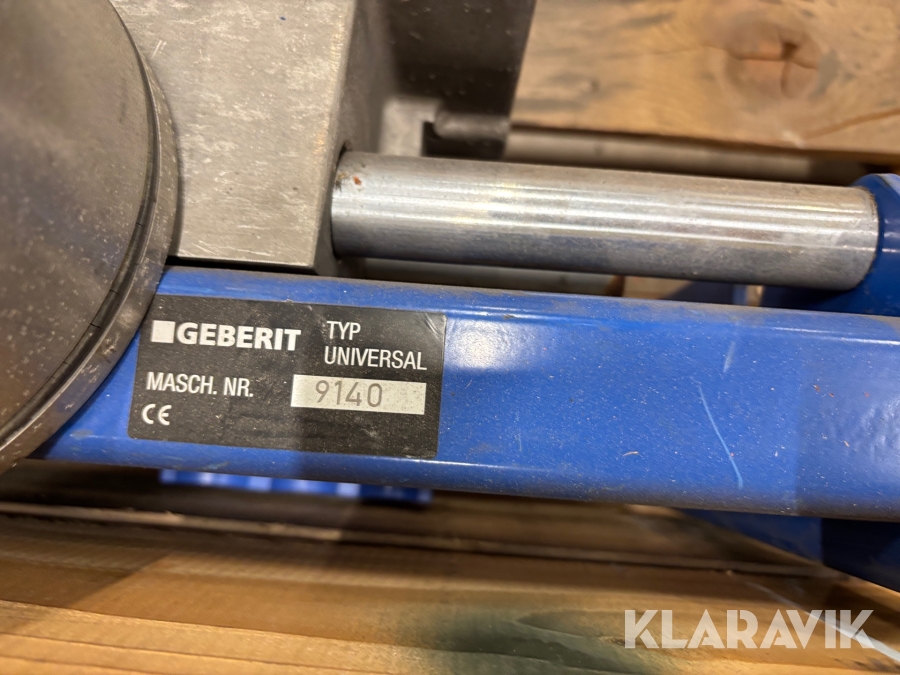 GEBERIT TYP
UNIVERSAL
MASCH. NR. 9140
CE
KLARAVIK